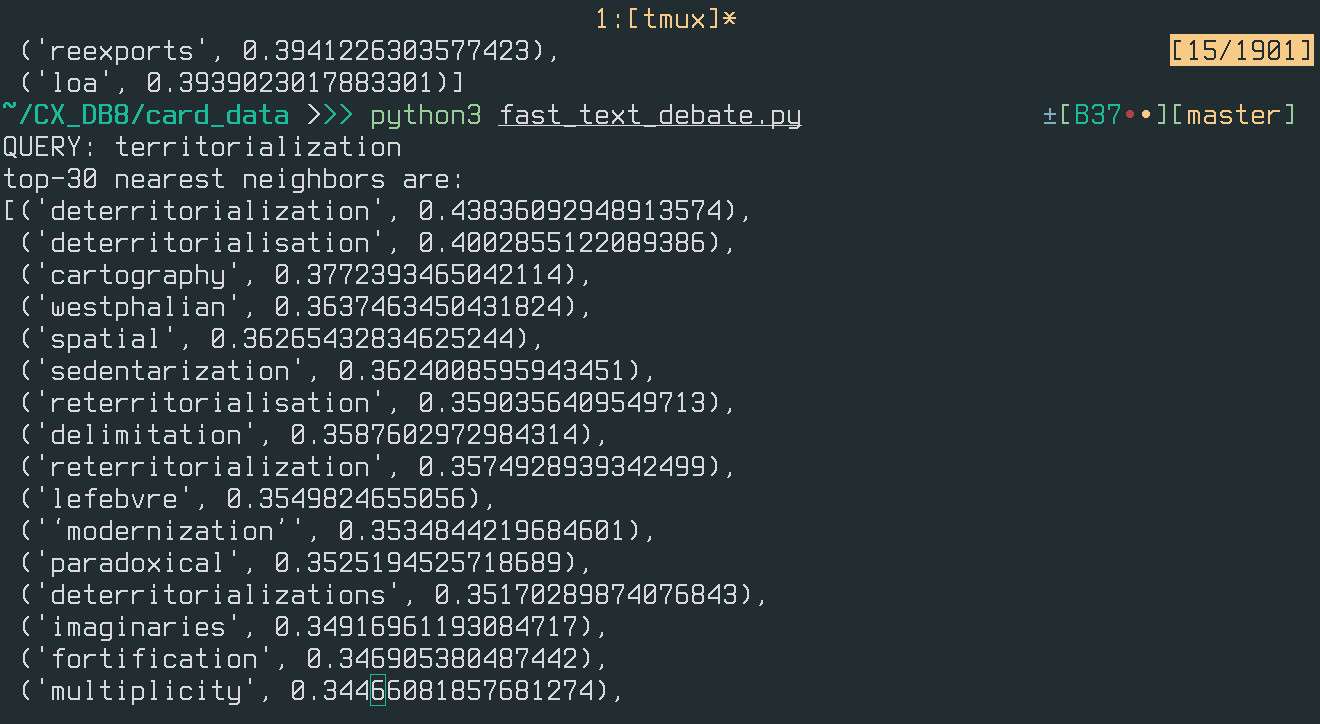 1:[tmux]*
('reexports', 0.3941226303577423),
[15/1901]
('loa', 0.3939023017883301)]
~/CX_DB8/card_data >>> python3 fast_text_debate.py ±[B37••][master]
QUERY: territorialization
top-30 nearest neighbors are:
[('deterritorialization', 0.43836092948913574),
('deterritorialisation', 0.4002855122089386),
('cartography', 0.3772393465042114),
('westphalian', 0.3637463450431824),
('spatial', 0.36265432834625244),
('sedentarization', 0.3624008595943451),
('reterritorialisation', 0.3590356409549713),
('delimitation', 0.3587602972984314),
('reterritorialization', 0.3574928939342499),
('lefebvre', 0.3549824655056),
('‘modernization’', 0.3534844219684601),
('paradoxical', 0.3525194525718689),
('deterritorializations', 0.35170289874076843),
('imaginaries', 0.34916961193084717),
('fortification', 0.346905380487442),
('multiplicity', 0.34466081857681274),